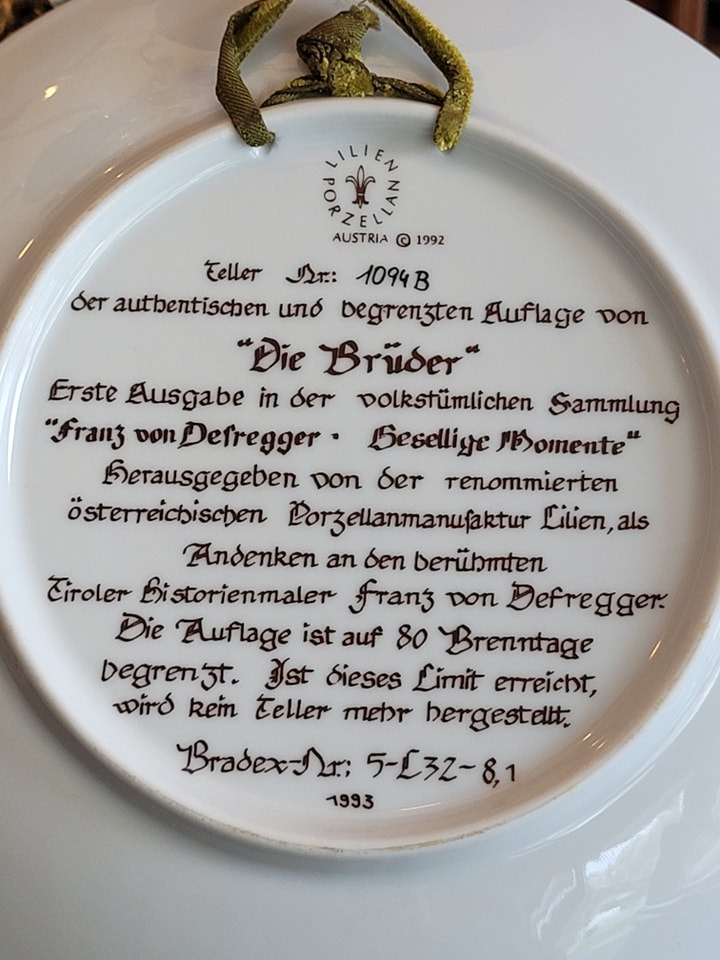 LILIEN PORZELLAN
AUSTRIA © 1992
Teller Nr.: 1094B
der authentischen und begrenzten Auflage von
"Die Brüder"
Erste Ausgabe in der volkstümlichen Sammlung
"Franz von Defregger · Gesellige Momente"
Herausgegeben von der renommierten
österreichischen Porzellanmanufaktur Lilien, als
Andenken an den berühmten
Tiroler Historienmaler Franz von Defregger.
Die Auflage ist auf 80 Brenntage
begrenzt. Ist dieses Limit erreicht,
wird kein Teller mehr hergestellt.
Bradex-Nr.: 5-L32-8,1
1993